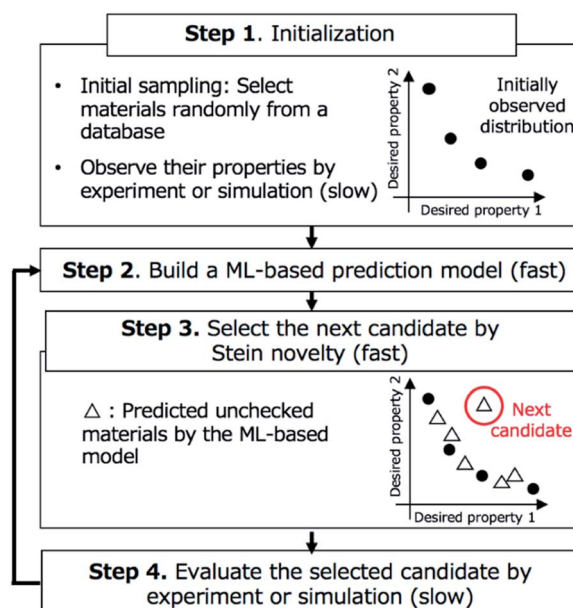 Step 1. Initialization
• Initial sampling: Select
materials randomly from a
database
• Observe their properties by
experiment or simulation (slow)
Desired property 2
Initially
observed
distribution
Desired property 1
Step 2. Build a ML-based prediction model (fast)
Step 3. Select the next candidate by
Stein novelty (fast)
△ : Predicted unchecked
materials by the ML-based
model
Desired property 2
Next
candidate
Desired property 1
Step 4. Evaluate the selected candidate by
experiment or simulation (slow)